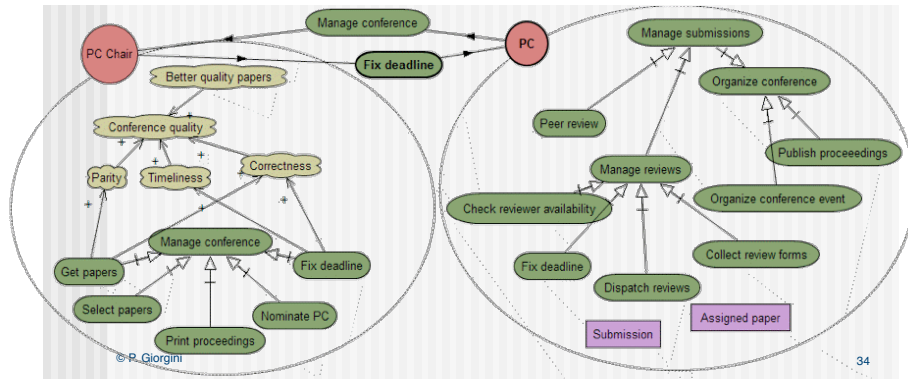 Manage conference
Manage submissions
PC Chair
PC
Fix deadline
Better quality papers
Organize conference
Conference quality
Peer review
Publish proceeedings
Parity
Timeliness
Correctness
Manage reviews
Check reviewer availability
Organize conference event
Manage conference
Get papers
Fix deadline
Fix deadline
Collect review forms
Select papers
Nominate PC
Dispatch reviews
Print proceedings
Submission
Assigned paper
© P. Giorgini
34
+
+
+
+
+
+
+
+